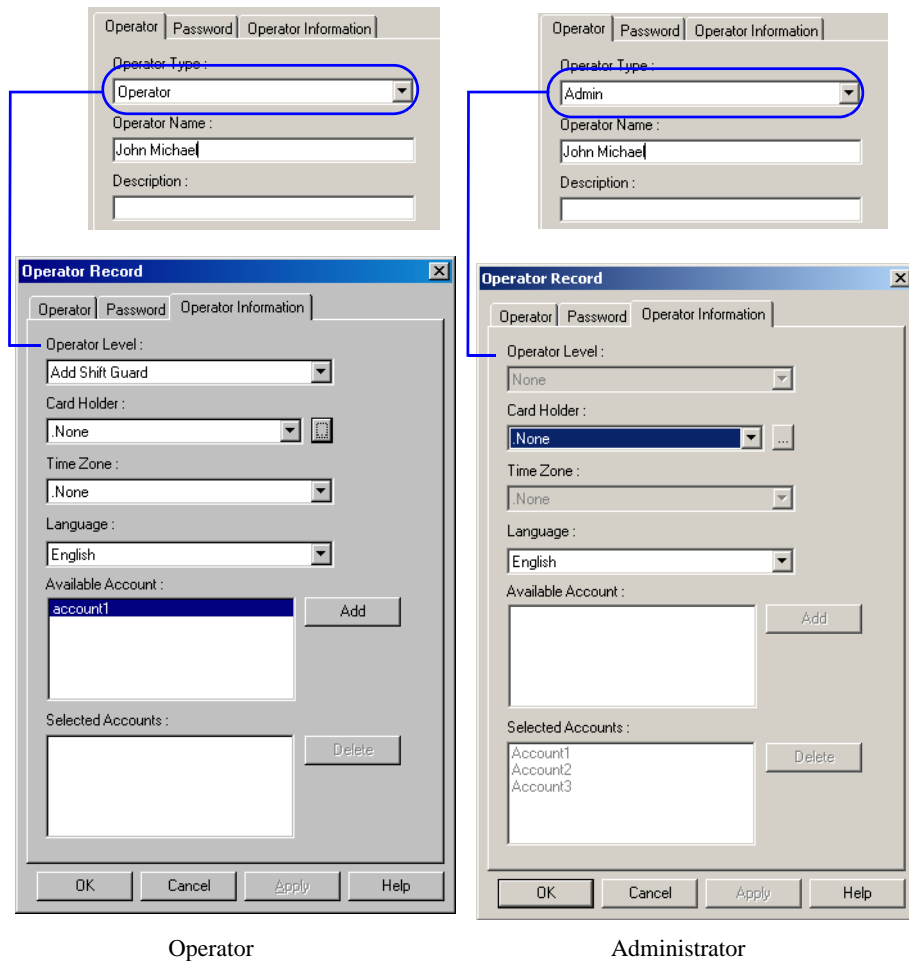 Operator Password Operator Information
Operator Type :
Operator
Operator Name :
John Michael
Description :
Operator Password Operator Information
Operator Type :
Admin
Operator Name :
John Michael
Description :
Operator Record
Operator Password Operator Information
Operator Level :
Add Shift Guard
Card Holder :
.None
Time Zone :
.None
Language :
English
Available Account :
account1
Add
Selected Accounts :
Delete
OK Cancel Apply Help
Operator
Operator Record
Operator Password Operator Information
Operator Level :
None
Card Holder :
.None
...
Time Zone :
.None
Language :
English
Available Account :
Add
Selected Accounts :
Account1
Account2
Account3
Delete
OK Cancel Apply Help
Administrator